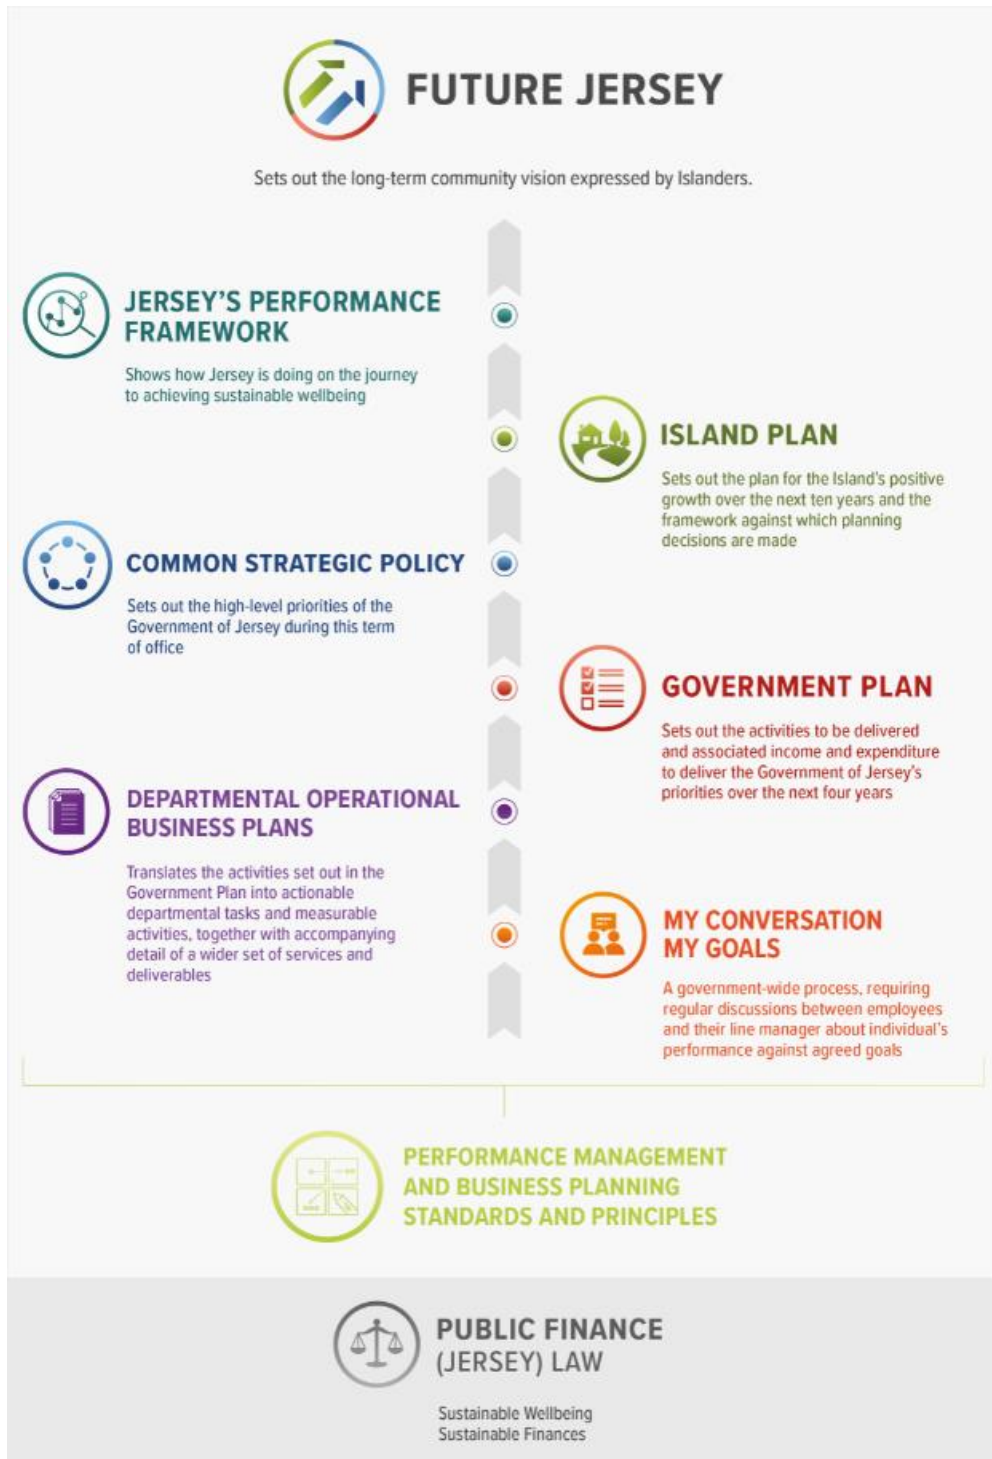 FUTURE JERSEY
Sets out the long-term community vision expressed by Islanders.
JERSEY'S PERFORMANCE
FRAMEWORK
Shows how Jersey is doing on the journey
to achieving sustainable wellbeing
ISLAND PLAN
Sets out the plan for the Island's positive
growth over the next ten years and the
framework against which planning
decisions are made
COMMON STRATEGIC POLICY
Sets out the high-level priorities of the
Government of Jersey during this term
of office
GOVERNMENT PLAN
Sets out the activities to be delivered
and associated income and expenditure
to deliver the Government of Jersey's
priorities over the next four years
DEPARTMENTAL OPERATIONAL
BUSINESS PLANS
Translates the activities set out in the
Government Plan into actionable
departmental tasks and measurable
activities, together with accompanying
detail of a wider set of services and
deliverables
MY CONVERSATION
MY GOALS
A government-wide process, requiring
regular discussions between employees
and their line manager about individual's
performance against agreed goals
PERFORMANCE MANAGEMENT
AND BUSINESS PLANNING
STANDARDS AND PRINCIPLES
PUBLIC FINANCE
(JERSEY) LAW
Sustainable Wellbeing
Sustainable Finances